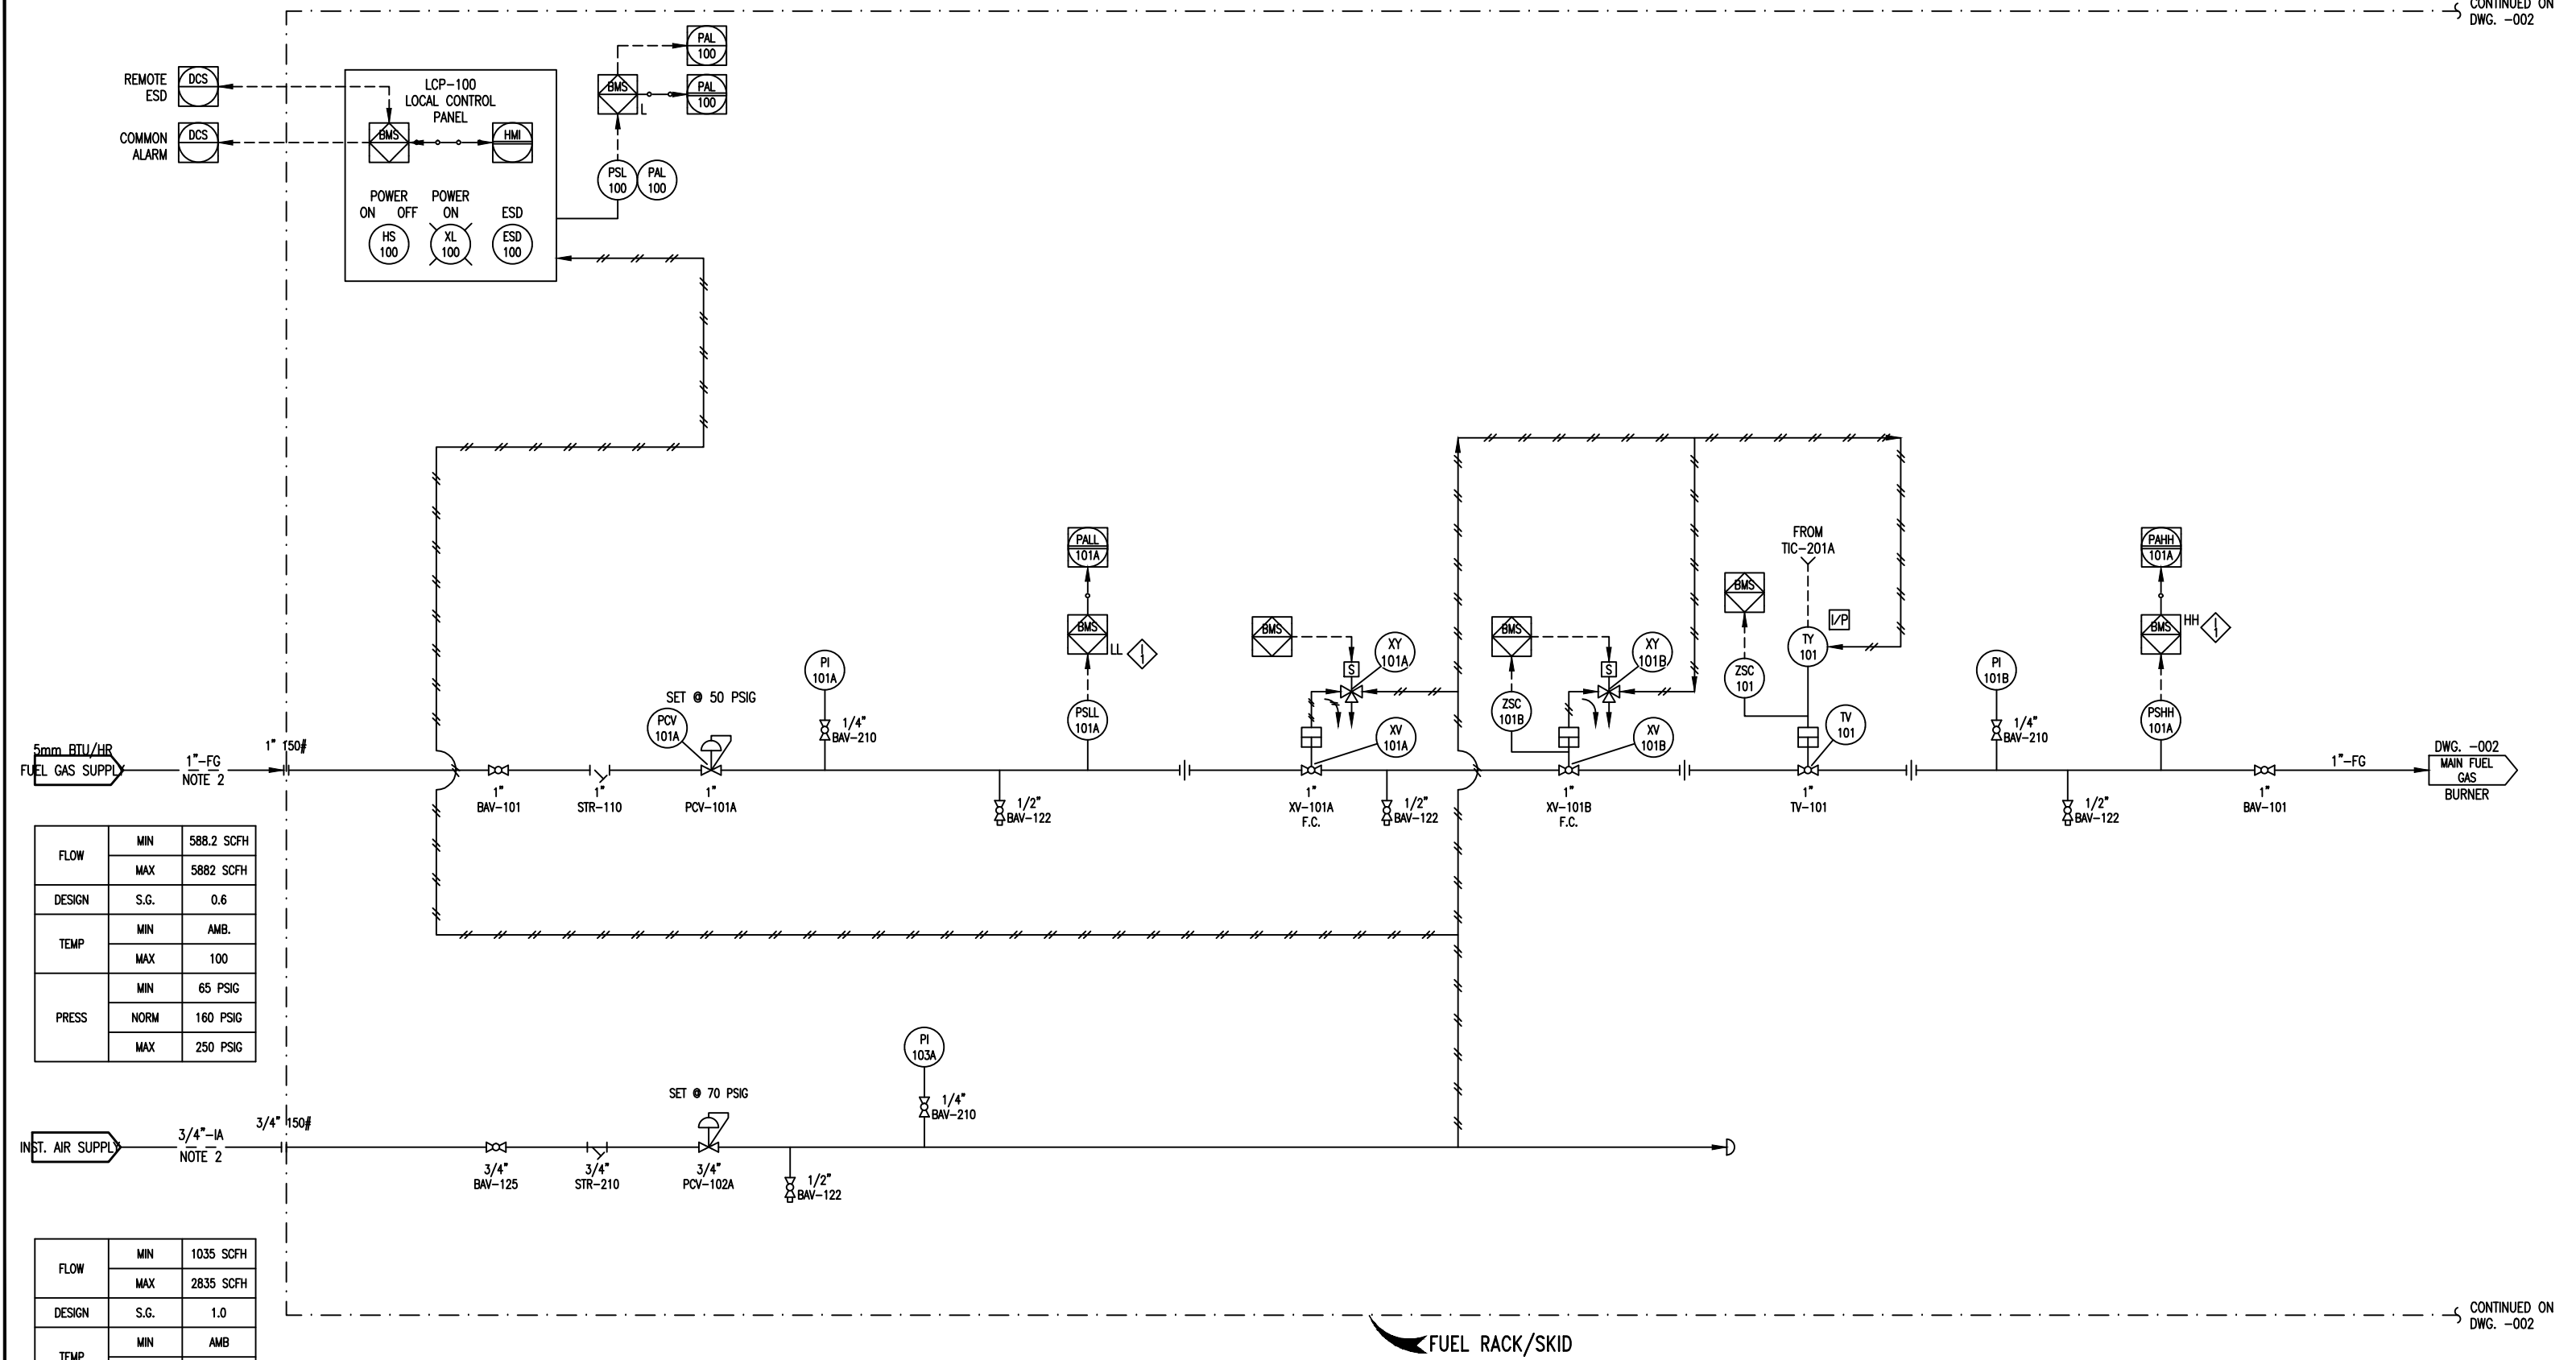 CONTINUED ON
DWG. -002
REMOTE
ESD
DCS
COMMON
ALARM
DCS
LCP-100
LOCAL CONTROL
PANEL
BMS
HMI
POWER
ON OFF
POWER
ON
ESD
HS
100
XL
100
ESD
100
BMS
L
PAL
100
PAL
100
PSL
100
PAL
100
PALL
101A
BMS
LL
1
PSLL
101A
BMS
S
XY
101A
XV
101A
BMS
ZSC
101B
S
XY
101B
XV
101B
FROM
TIC-201A
BMS
I/P
TY
101
ZSC
101
TV
101
PAHH
101A
BMS
HH
1
PSHH
101A
PI
101B
1/4"
BAV-210
PI
101A
1/4"
BAV-210
SET @ 50 PSIG
PCV
101A
5mm BTU/HR
FUEL GAS SUPPLY
1"-FG
NOTE 2
1" 150#
1"
BAV-101
1"
STR-110
1"
PCV-101A
1/2"
BAV-122
1"
XV-101A
F.C.
1/2"
BAV-122
1"
XV-101B
F.C.
1"
TV-101
1/2"
BAV-122
1"
BAV-101
1"-FG
DWG. -002
MAIN FUEL
GAS
BURNER
FLOW MIN 588.2 SCFH
MAX 5882 SCFH
DESIGN S.G. 0.6
TEMP MIN AMB.
MAX 100
PRESS MIN 65 PSIG
NORM 160 PSIG
MAX 250 PSIG
INST. AIR SUPPLY
3/4"-IA
NOTE 2
3/4" 150#
3/4"
BAV-125
3/4"
STR-210
SET @ 70 PSIG
3/4"
PCV-102A
1/2"
BAV-122
PI
103A
1/4"
BAV-210
FLOW MIN 1035 SCFH
MAX 2835 SCFH
DESIGN S.G. 1.0
TEMP MIN AMB
FUEL RACK/SKID
CONTINUED ON
DWG. -002